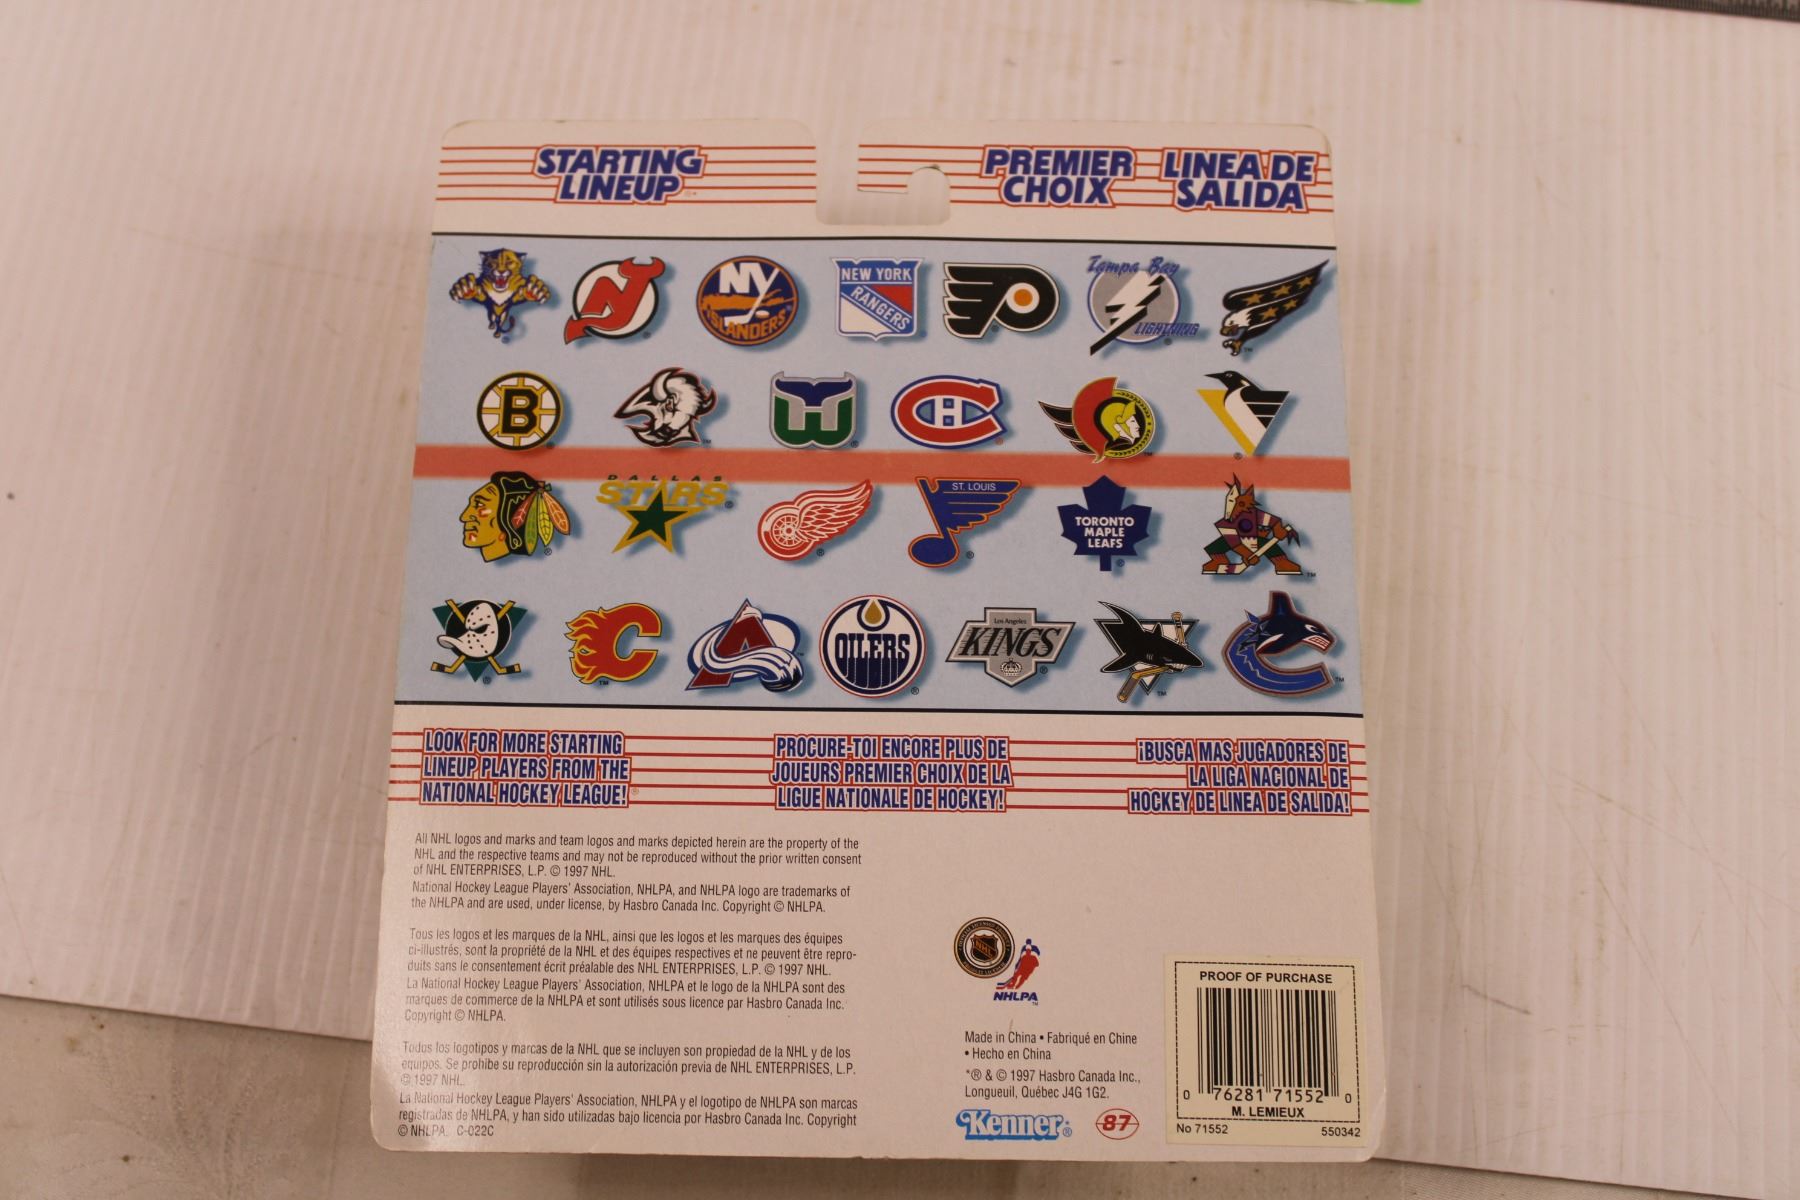 STARTING
LINEUP
PREMIER
CHOIX
LINEA DE
SALIDA
NY
ISLANDERS
NEW YORK
RANGERS
Tampa Bay
LIGHTNING
B
DALLAS
STARS
ST. LOUIS
TORONTO
MAPLE
LEAFS
OILERS
Los Angeles
KINGS
LOOK FOR MORE STARTING
LINEUP PLAYERS FROM THE
NATIONAL HOCKEY LEAGUE!®
PROCURE-TOI ENCORE PLUS DE
JOUEURS PREMIER CHOIX DE LA
LIGUE NATIONALE DE HOCKEY!
¡BUSCA MAS JUGADORES DE
LA LIGA NACIONAL DE
HOCKEY DE LINEA DE SALIDA!
All NHL logos and marks and team logos and marks depicted herein are the property of the
NHL and the respective teams and may not be reproduced without the prior written consent
of NHL ENTERPRISES, L.P. © 1997 NHL.
National Hockey League Players' Association, NHLPA, and NHLPA logo are trademarks of
the NHLPA and are used, under license, by Hasbro Canada Inc. Copyright © NHLPA.
Tous les logos et les marques de la NHL, ainsi que les logos et les marques des équipes
ci-illustrés, sont la propriété de la NHL et des équipes respectives et ne peuvent être repro-
duits sans le consentement écrit préalable des NHL ENTERPRISES, L.P. © 1997 NHL.
La National Hockey League Players' Association, NHLPA et le logo de la NHLPA sont des
marques de commerce de la NHLPA et sont utilisés sous licence par Hasbro Canada Inc.
Copyright © NHLPA.
Todos los logotipos y marcas de la NHL que se incluyen son propiedad de la NHL y de los
equipos. Se prohibe su reproducción sin la autorización previa de NHL ENTERPRISES, L.P.
© 1997 NHL.
La National Hockey League Players' Association, NHLPA y el logotipo de NHLPA son marcas
registradas de NHLPA, y han sido utilizadas bajo licencia por Hasbro Canada Inc. Copyright
© NHLPA. C-022C
NHL
NHLPA™
Made in China • Fabriqué en Chine
• Hecho en China
*® & © 1997 Hasbro Canada Inc.,
Longueuil, Québec J4G 1G2.
Kenner®
87
PROOF OF PURCHASE
0 76281 71552 0
M. LEMIEUX
No 71552 550342